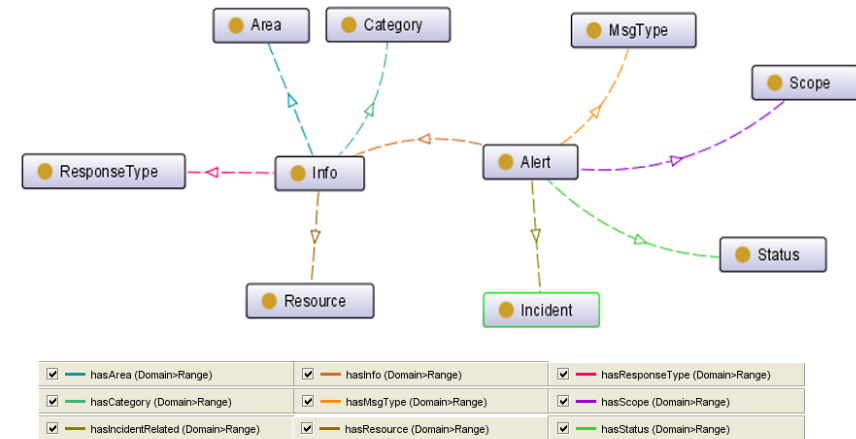 Area
Category
MsgType
Scope
ResponseType
Info
Alert
Status
Resource
Incident
hasArea (Domain>Range)
hasInfo (Domain>Range)
hasResponseType (Domain>Range)
hasCategory (Domain>Range)
hasMsgType (Domain>Range)
hasScope (Domain>Range)
hasIncidentRelated (Domain>Range)
hasResource (Domain>Range)
hasStatus (Domain>Range)